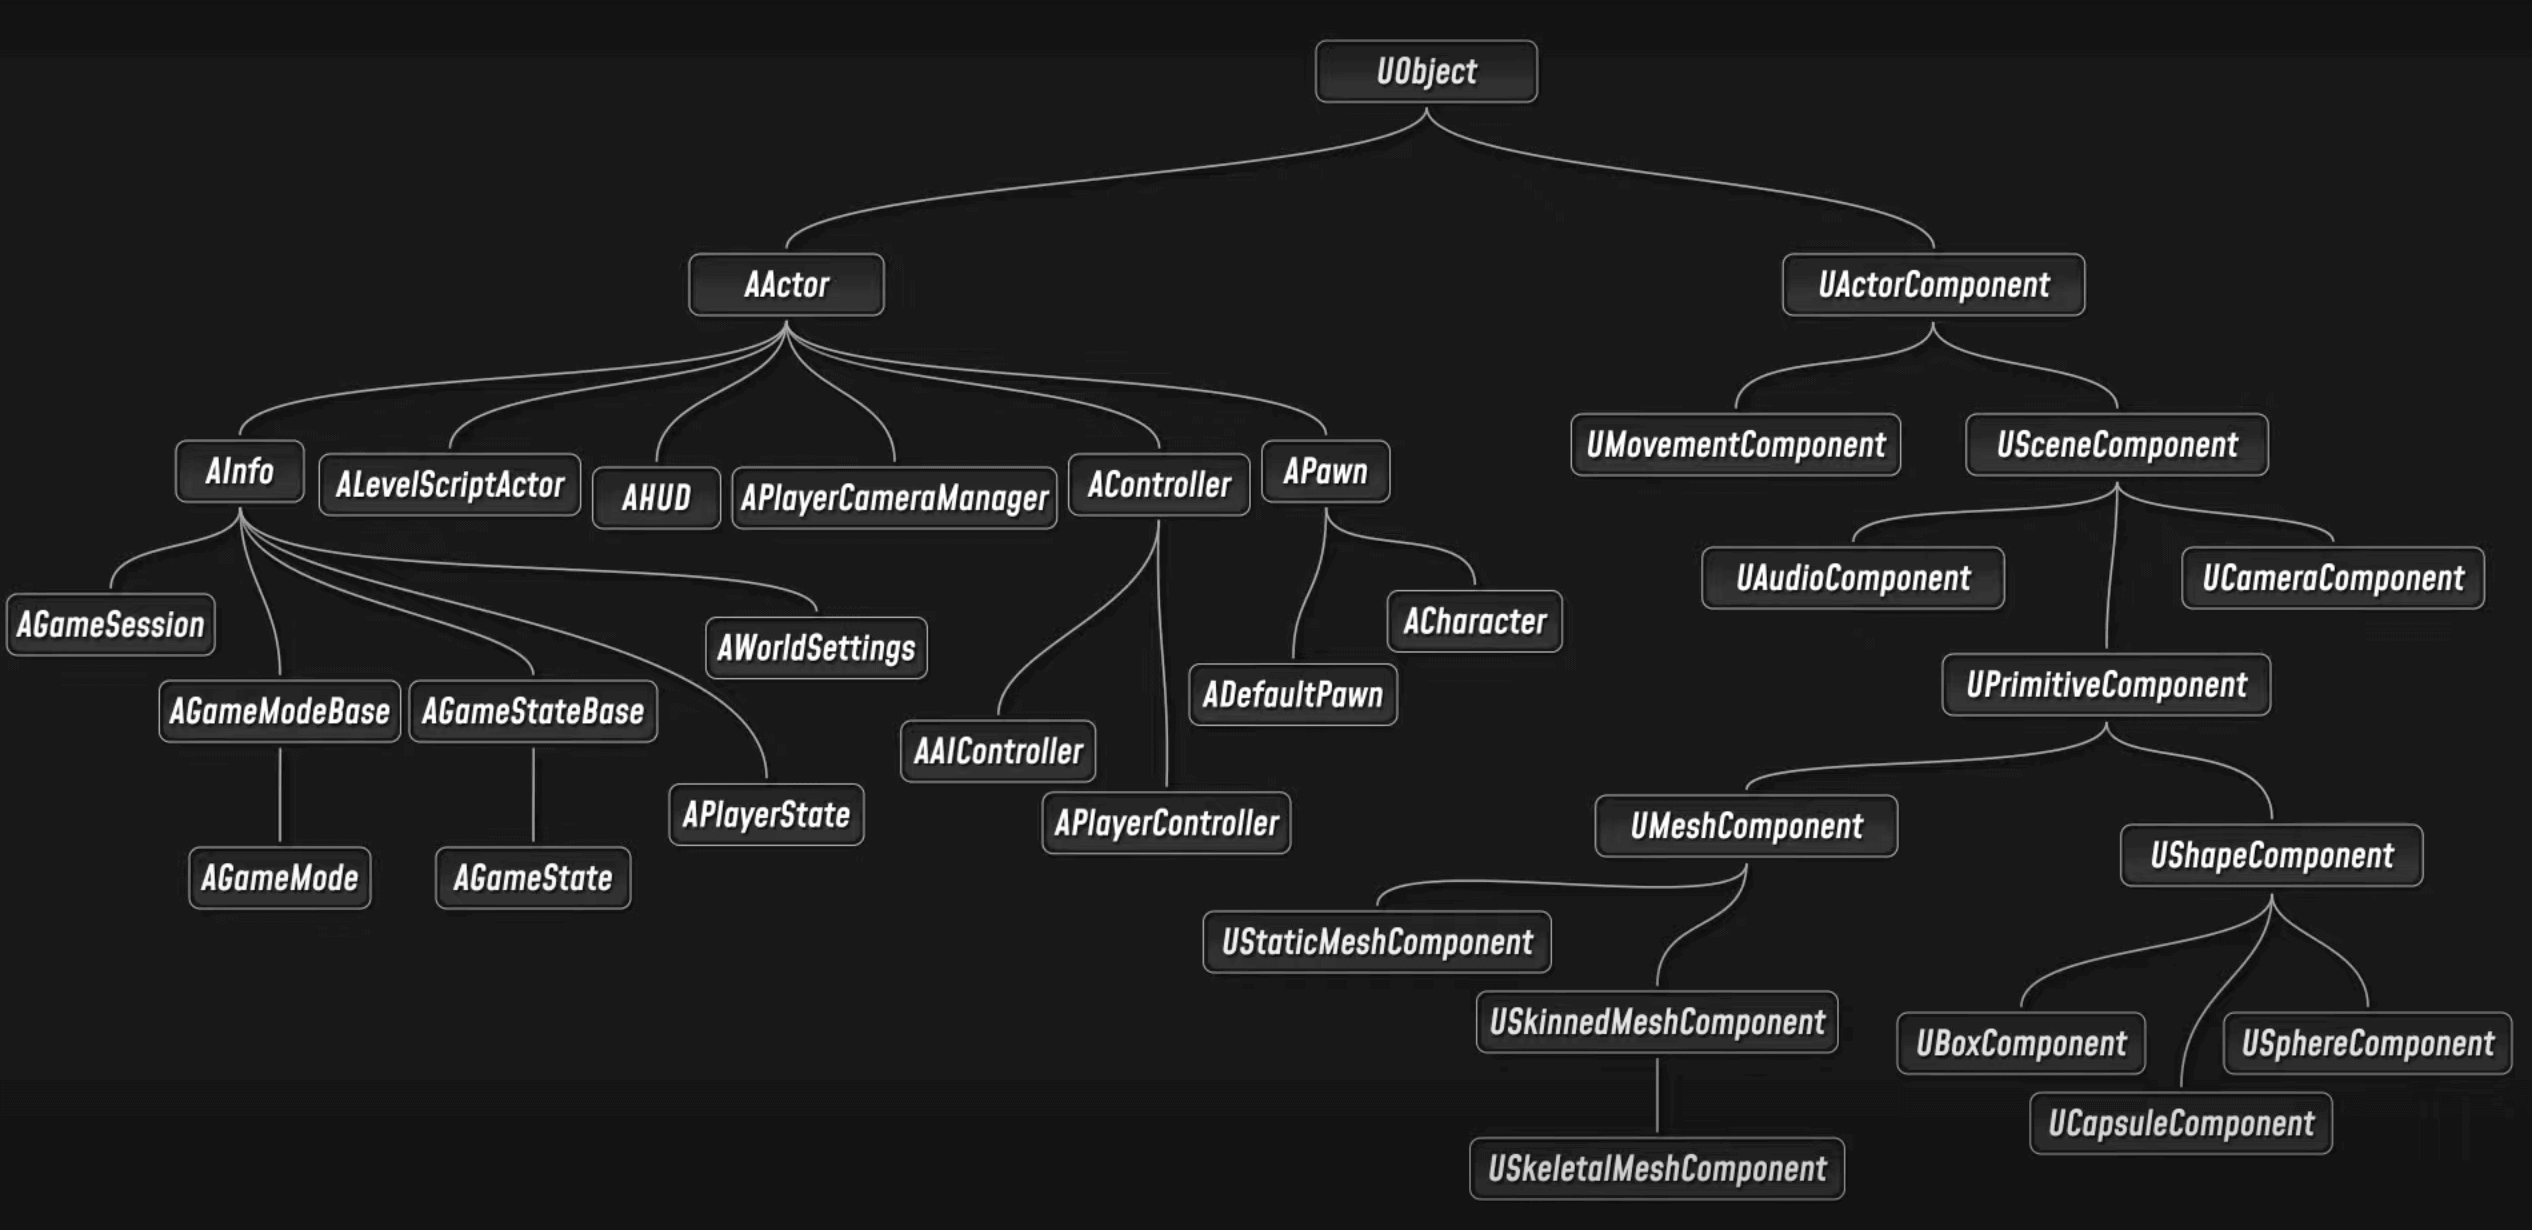 UObject
AActor
UActorComponent
AInfo
ALevelScriptActor
AHUD
APlayerCameraManager
AController
APawn
UMovementComponent
USceneComponent
AGameSession
AGameModeBase
AGameStateBase
AWorldSettings
APlayerState
AAIController
APlayerController
ADefaultPawn
ACharacter
UAudioComponent
UCameraComponent
UPrimitiveComponent
AGameMode
AGameState
UMeshComponent
UShapeComponent
UStaticMeshComponent
USkinnedMeshComponent
UBoxComponent
USphereComponent
UCapsuleComponent
USkeletalMeshComponent